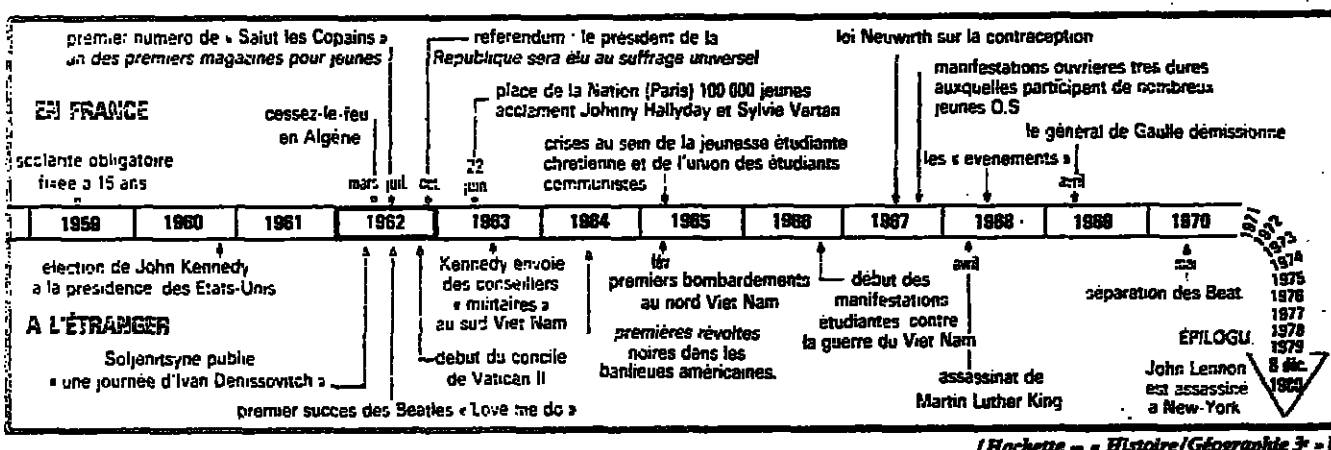 premier numero de « Salut les Copains »
un des premiers magazines pour jeunes
referendum : le président de la
Republique sera élu au suffrage universel
loi Neuwirth sur la contraception
manifestations ouvrieres tres dures
auxquelles participent de nombreux
jeunes O.S
place de la Nation (Paris) 100 000 jeunes
acclament Johnny Hallyday et Sylvie Vartan
EN FRANCE
cessez-le-feu
en Algérie
le général de Gaulle démissionne
crises au sein de la jeunesse étudiante
chretienne et de l'union des étudiants
communistes
les « evenements »
scolarite obligatoire
fixee a 15 ans
mars juil. oct.
22
juin
avril
1959 1960 1961 1962 1963 1964 1965 1966 1967 1968 1969 1970 1971 1972 1973 1974 1975 1976 1977 1978 1979
election de John Kennedy
a la presidence des Etats-Unis
Kennedy envoie
des conseillers
« militaires »
au sud Viet Nam
fév
premiers bombardements
au nord Viet Nam
début des
manifestations
étudiantes contre
la guerre du Viet Nam
avril
mai
séparation des Beat.
A L'ÉTRANGER
premières révoltes
noires dans les
banlieues américaines.
Soljenitsyne publie
« une journée d'Ivan Denissovitch »
debut du concile
de Vatican II
premier succes des Beatles « Love me do »
assassinat de
Martin Luther King
ÉPILOGU.
John Lennon
est assassiné
a New-York
8 déc.
1980
(Hachette - « Histoire/Géographie 3e »